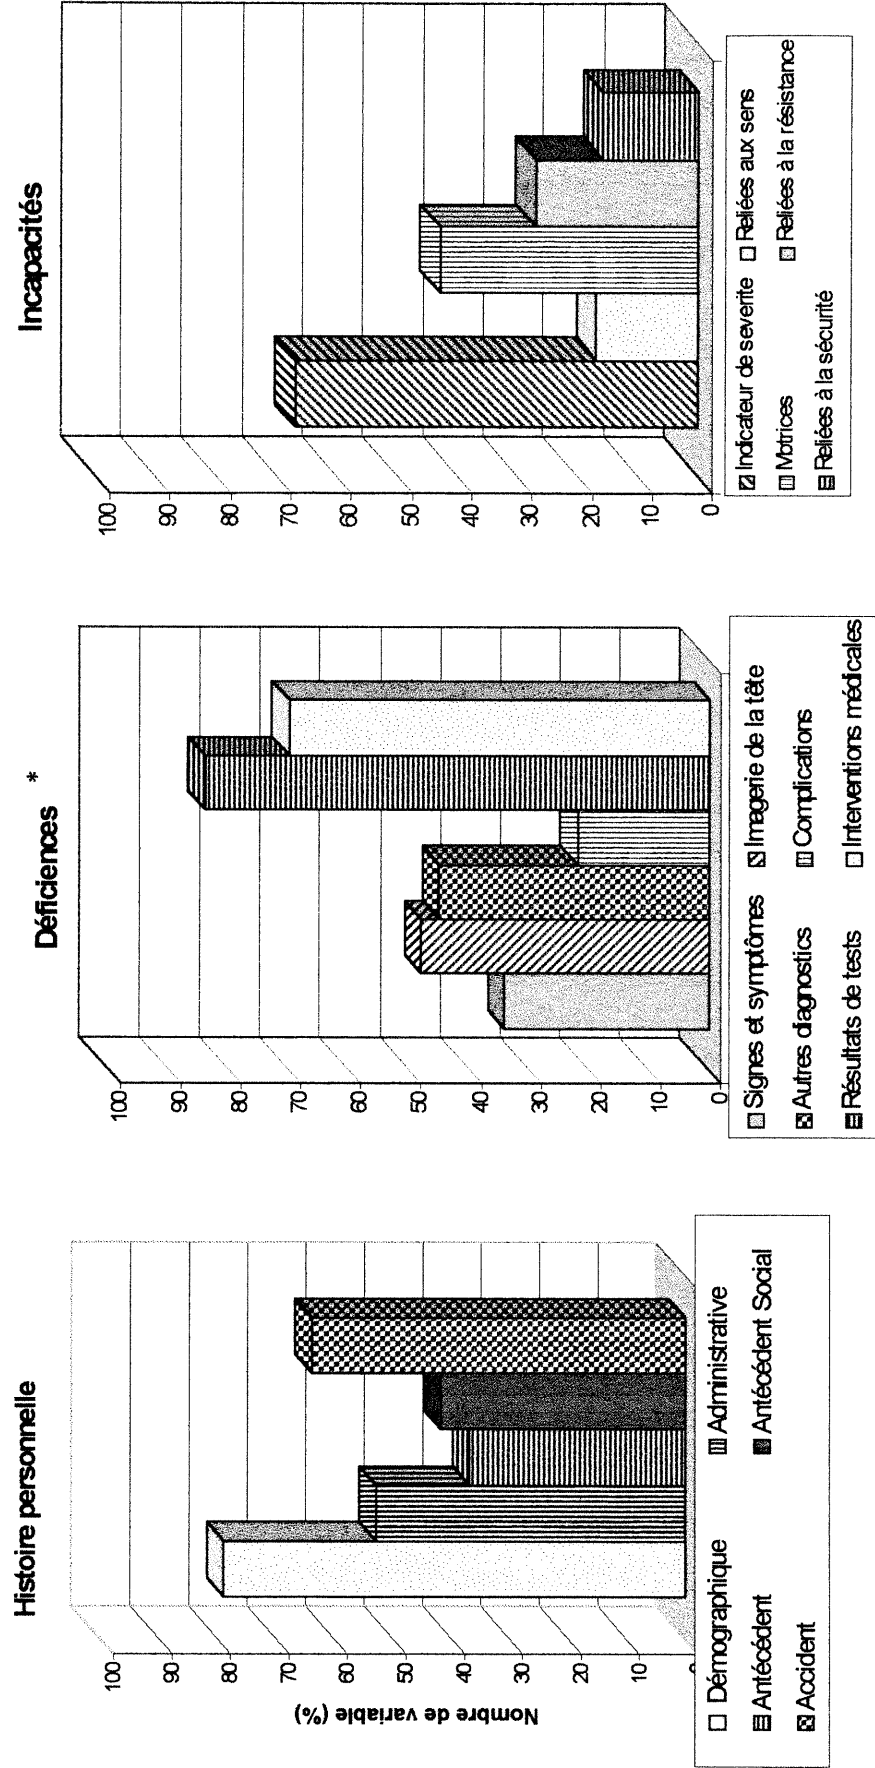 Histoire personnelle
Nombre de variable (%)
100
90
80
70
60
50
40
30
20
10
0
Démographique
Administrative
Antécédent
Antécédent Social
Accident
Déficiences *
100
90
80
70
60
50
40
30
20
10
0
Signes et symptômes
Imagerie de la tête
Autres diagnostics
Complications
Résultats de tests
Interventions médicales
Incapacités
100
90
80
70
60
50
40
30
20
10
0
Indicateur de severite
Reliées aux sens
Motrices
Reliées à la résistance
Reliées à la sécurité